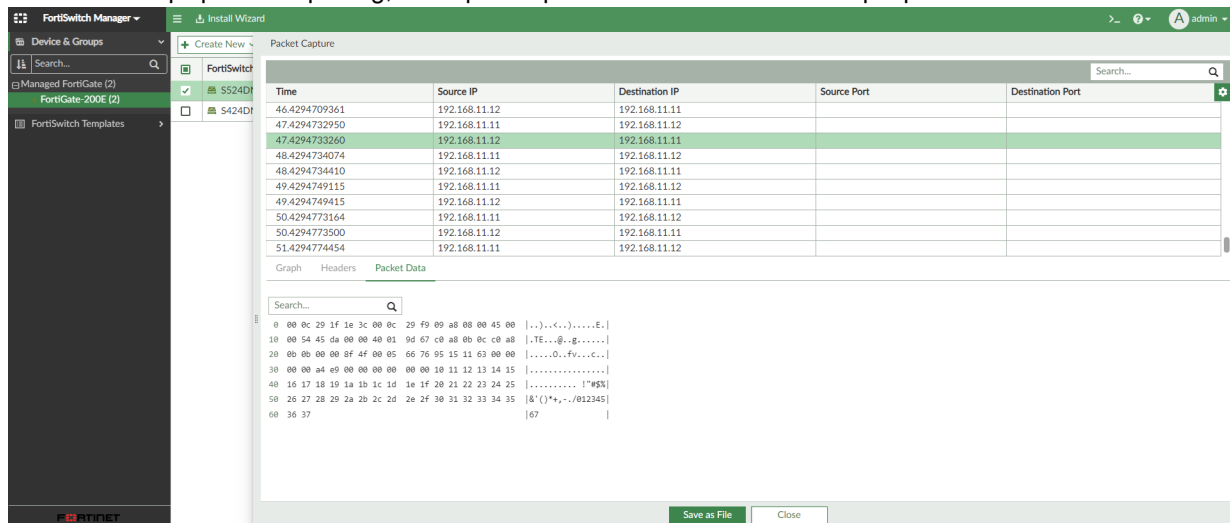 FortiSwitch Manager
Install Wizard
admin
Device & Groups
Search...
Managed FortiGate (2)
FortiGate-200E (2)
FortiSwitch Templates
Create New
FortiSwitch
S524D
S424D
Packet Capture
Search...
Time Source IP Destination IP Source Port Destination Port
46.4294709361 192.168.11.12 192.168.11.11
47.4294732950 192.168.11.11 192.168.11.12
47.4294733260 192.168.11.12 192.168.11.11
48.4294734074 192.168.11.11 192.168.11.12
48.4294734410 192.168.11.12 192.168.11.11
49.4294749115 192.168.11.11 192.168.11.12
49.4294749415 192.168.11.12 192.168.11.11
50.4294773164 192.168.11.11 192.168.11.12
50.4294773500 192.168.11.12 192.168.11.11
51.4294774454 192.168.11.11 192.168.11.12
Graph Headers Packet Data
Search...
0 00 0c 29 1f 1e 3c 00 0c 29 f9 09 a8 08 00 45 00 |..)..<..).....E.|
10 00 54 45 da 00 00 40 01 9d 67 c0 a8 0b 0c c0 a8 |.TE...@..g......|
20 0b 0b 00 00 8f 4f 00 05 66 76 95 15 11 63 00 00 |.....O..fv...c..|
30 00 00 a4 e9 00 00 00 00 00 00 10 11 12 13 14 15 |................|
40 16 17 18 19 1a 1b 1c 1d 1e 1f 20 21 22 23 24 25 |.......... !"#$%|
50 26 27 28 29 2a 2b 2c 2d 2e 2f 30 31 32 33 34 35 |&'()*+,-./012345|
60 36 37 |67 |
Save as File Close
FORTINET